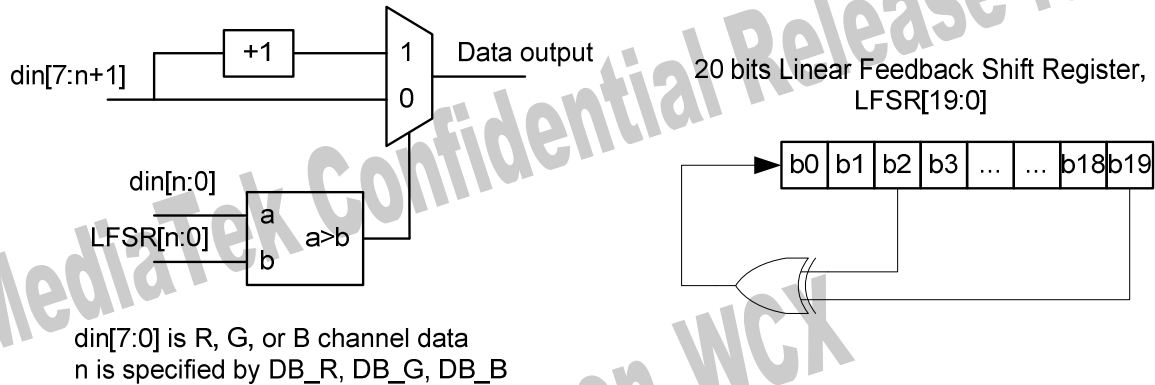 +1
1
Data output
din[7:n+1]
0
20 bits Linear Feedback Shift Register,
LFSR[19:0]
b0 b1 b2 b3 ... ... b18 b19
din[n:0]
a
LFSR[n:0]
a>b
b
din[7:0] is R, G, or B channel data
n is specified by DB_R, DB_G, DB_B
MediaTek Confidential Release
WCX